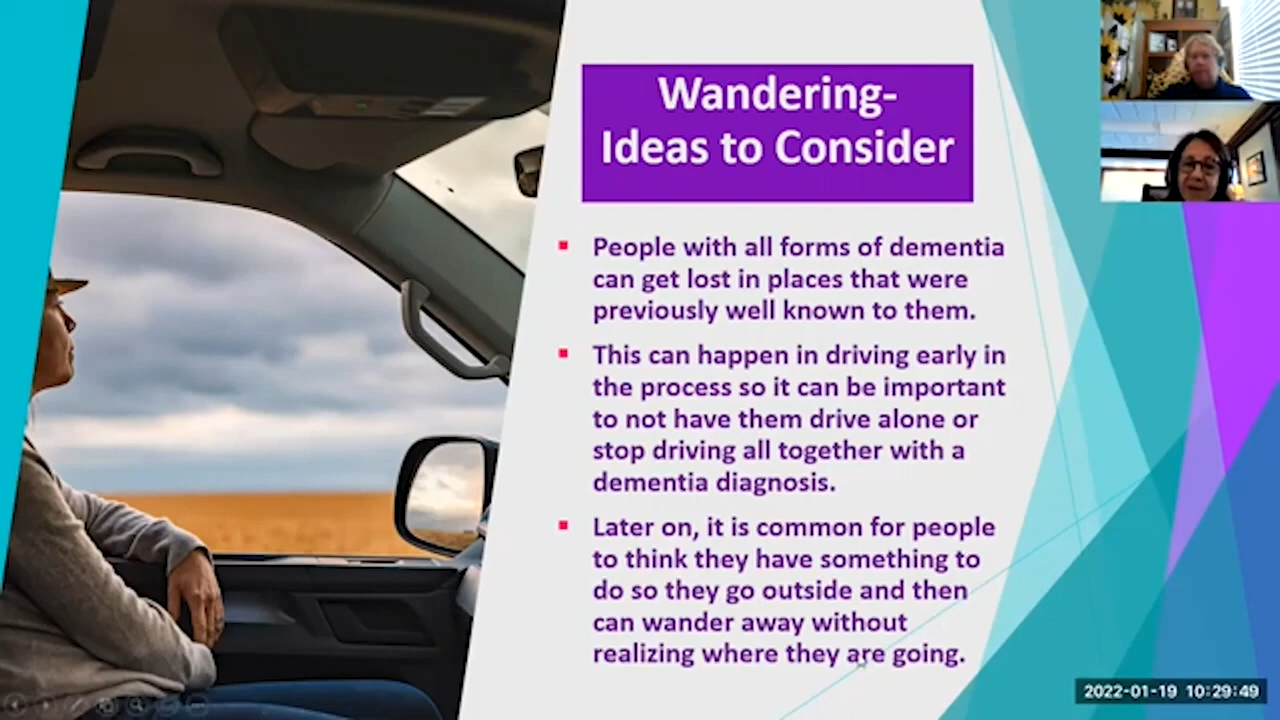 Wandering-
Ideas to Consider
People with all forms of dementia
can get lost in places that were
previously well known to them.
This can happen in driving early in
the process so it can be important
to not have them drive alone or
stop driving all together with a
dementia diagnosis.
Later on, it is common for people
to think they have something to
do so they go outside and then
can wander away without
realizing where they are going.
2022-01-19 10:29:49